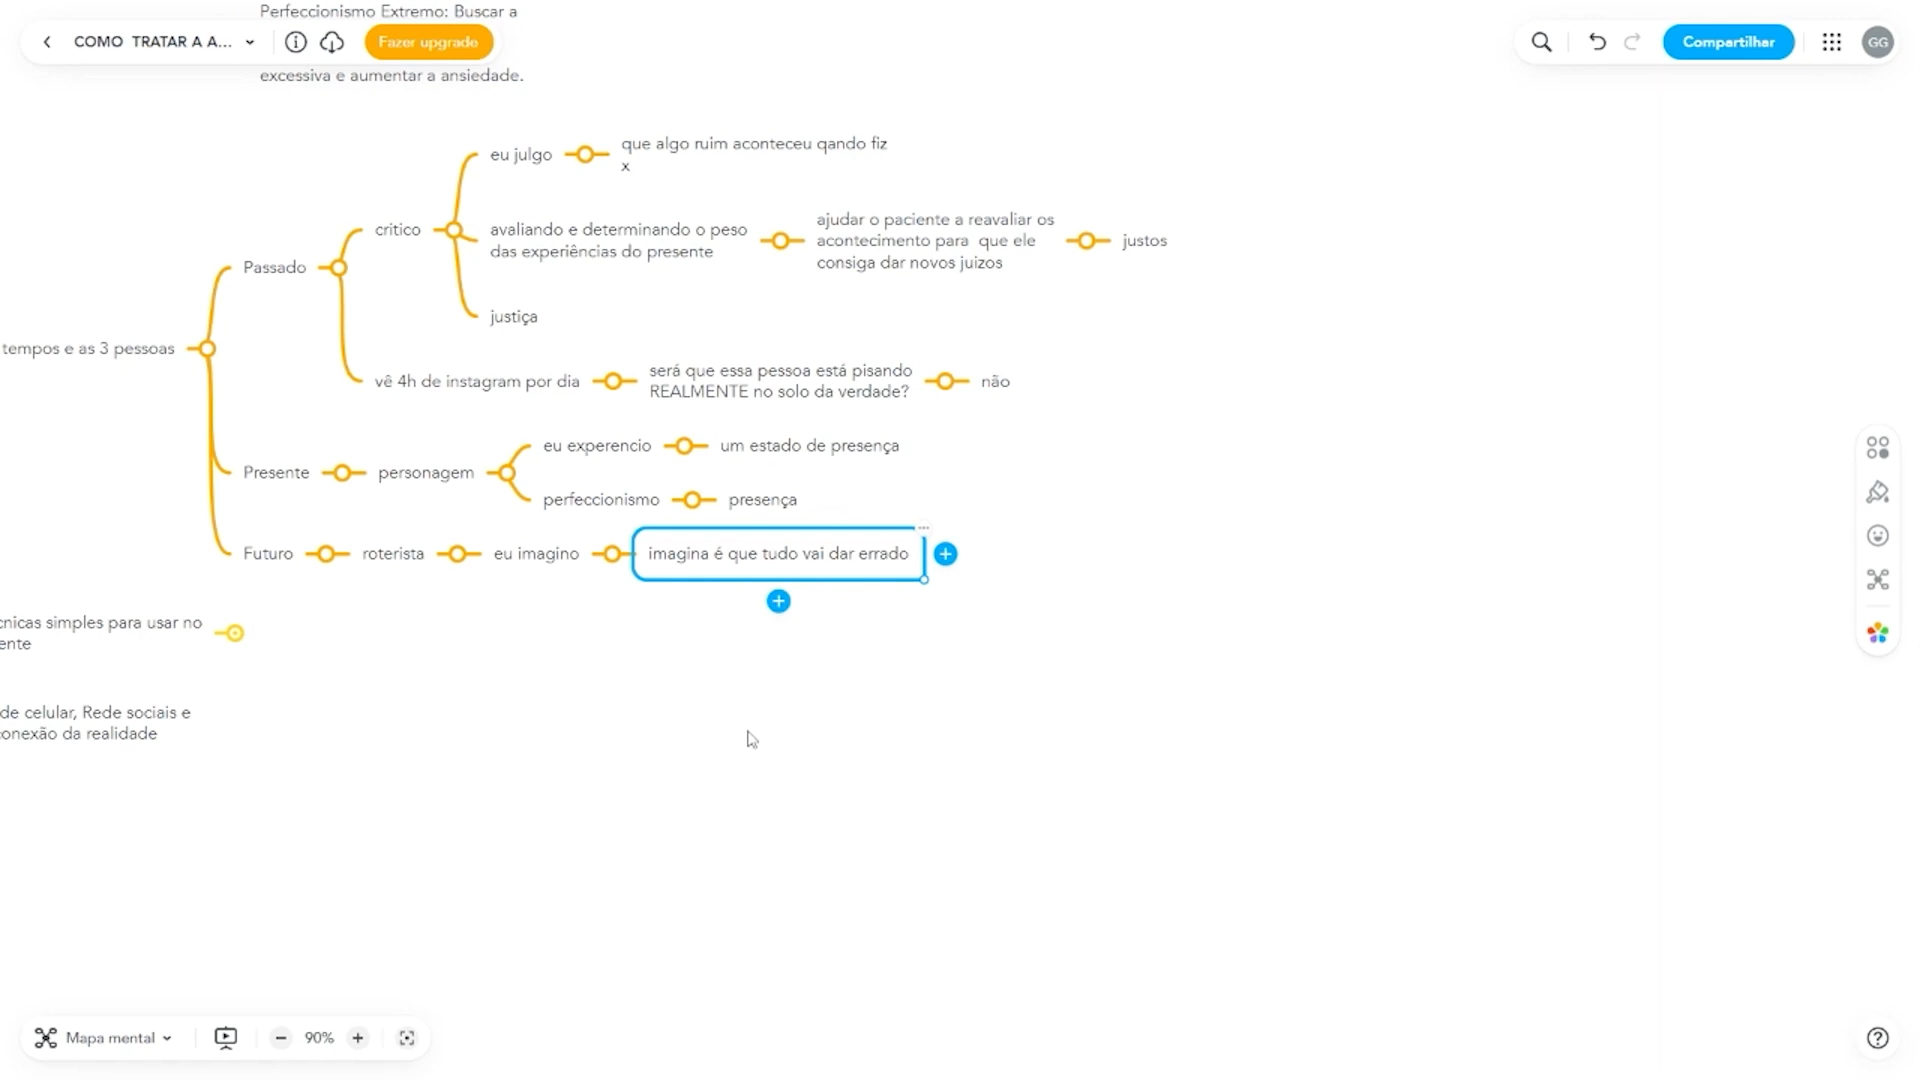 Perfeccionismo Extremo: Buscar a
COMO TRATAR A A...
Fazer upgrade
Compartilhar
GG
excessiva e aumentar a ansiedade.
eu julgo
que algo ruim aconteceu qando fiz
x
crítico
avaliando e determinando o peso
das experiências do presente
ajudar o paciente a reavaliar os
acontecimento para que ele
consiga dar novos juizos
justos
Passado
justiça
tempos e as 3 pessoas
vê 4h de instagram por dia
será que essa pessoa está pisando
REALMENTE no solo da verdade?
não
eu experencio
um estado de presença
Presente
personagem
perfeccionismo
presença
Futuro
roterista
eu imagino
imagina é que tudo vai dar errado
cnicas simples para usar no
ente
de celular, Rede sociais e
conexão da realidade
Mapa mental
90%